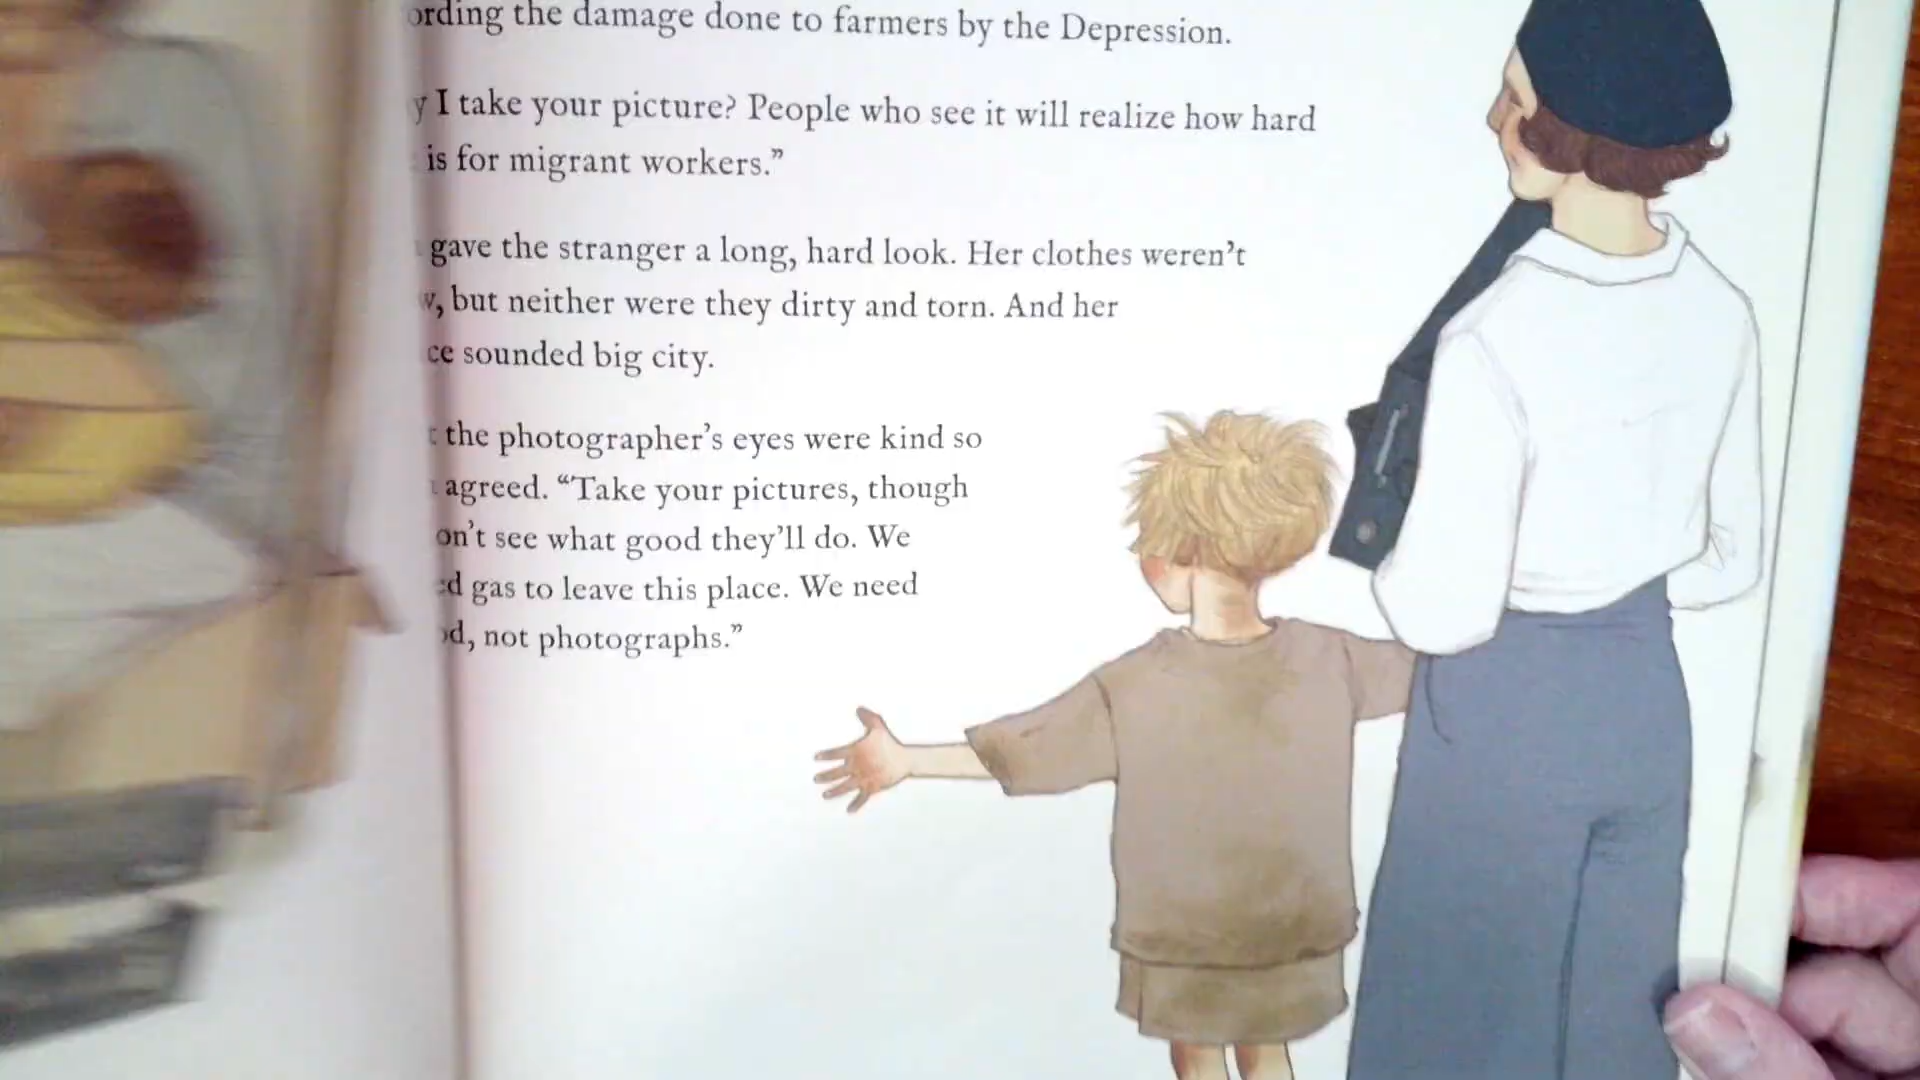 the damage done to farmers by the Depression.
I take your picture? People who see it will realize how hard
is for migrant workers.”
gave the stranger a long, hard look. Her clothes weren’t
but neither were they dirty and torn. And her
sounded big city.
the photographer’s eyes were kind so
agreed. “Take your pictures, though
see what good they’ll do. We
gas to leave this place. We need
not photographs.”